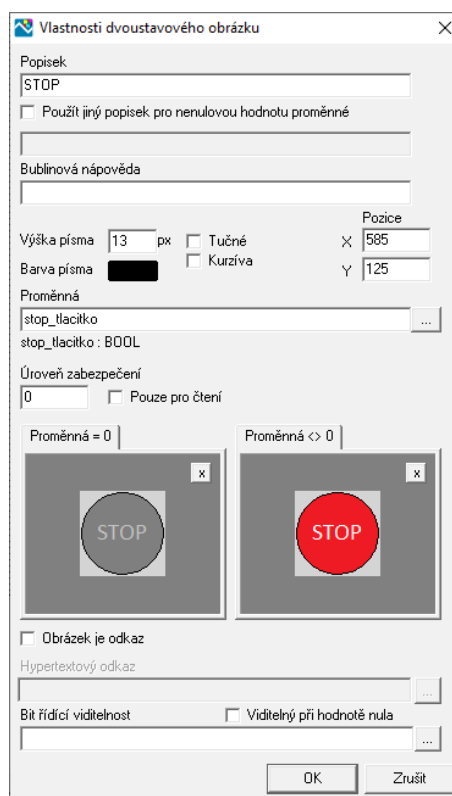 Vlastnosti dvoustavového obrázku
Popisek
STOP
Použít jiný popisek pro nenulovou hodnotu proměnné
Bublinová nápověda
Pozice
Výška písma 13 px Tučné X 585
Barva písma Kurzíva Y 125
Proměnná
stop_tlacitko ...
stop_tlacitko : BOOL
Úroveň zabezpečení
0 Pouze pro čtení
Proměnná = 0 Proměnná <> 0
x x
STOP STOP
Obrázek je odkaz
Hypertextový odkaz
...
Bit řídící viditelnost Viditelný při hodnotě nula
...
OK Zrušit